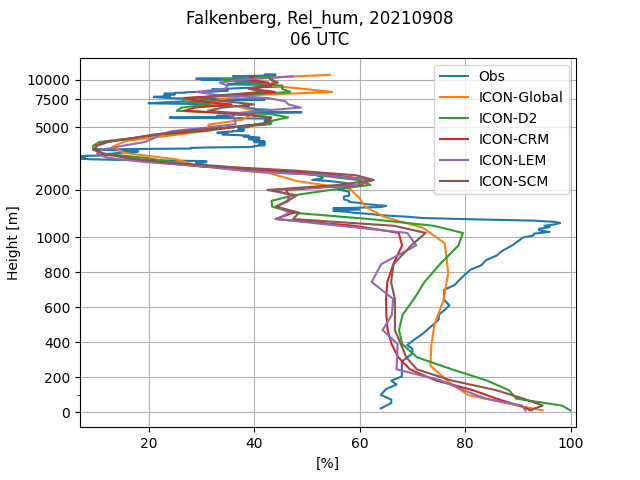 Falkenberg, Rel_hum, 20210908
06 UTC
Obs
ICON-Global
ICON-D2
ICON-CRM
ICON-LEM
ICON-SCM
Height [m]
10000
7500
5000
2000
1000
800
600
400
200
0
20 40 60 80 100
[%]